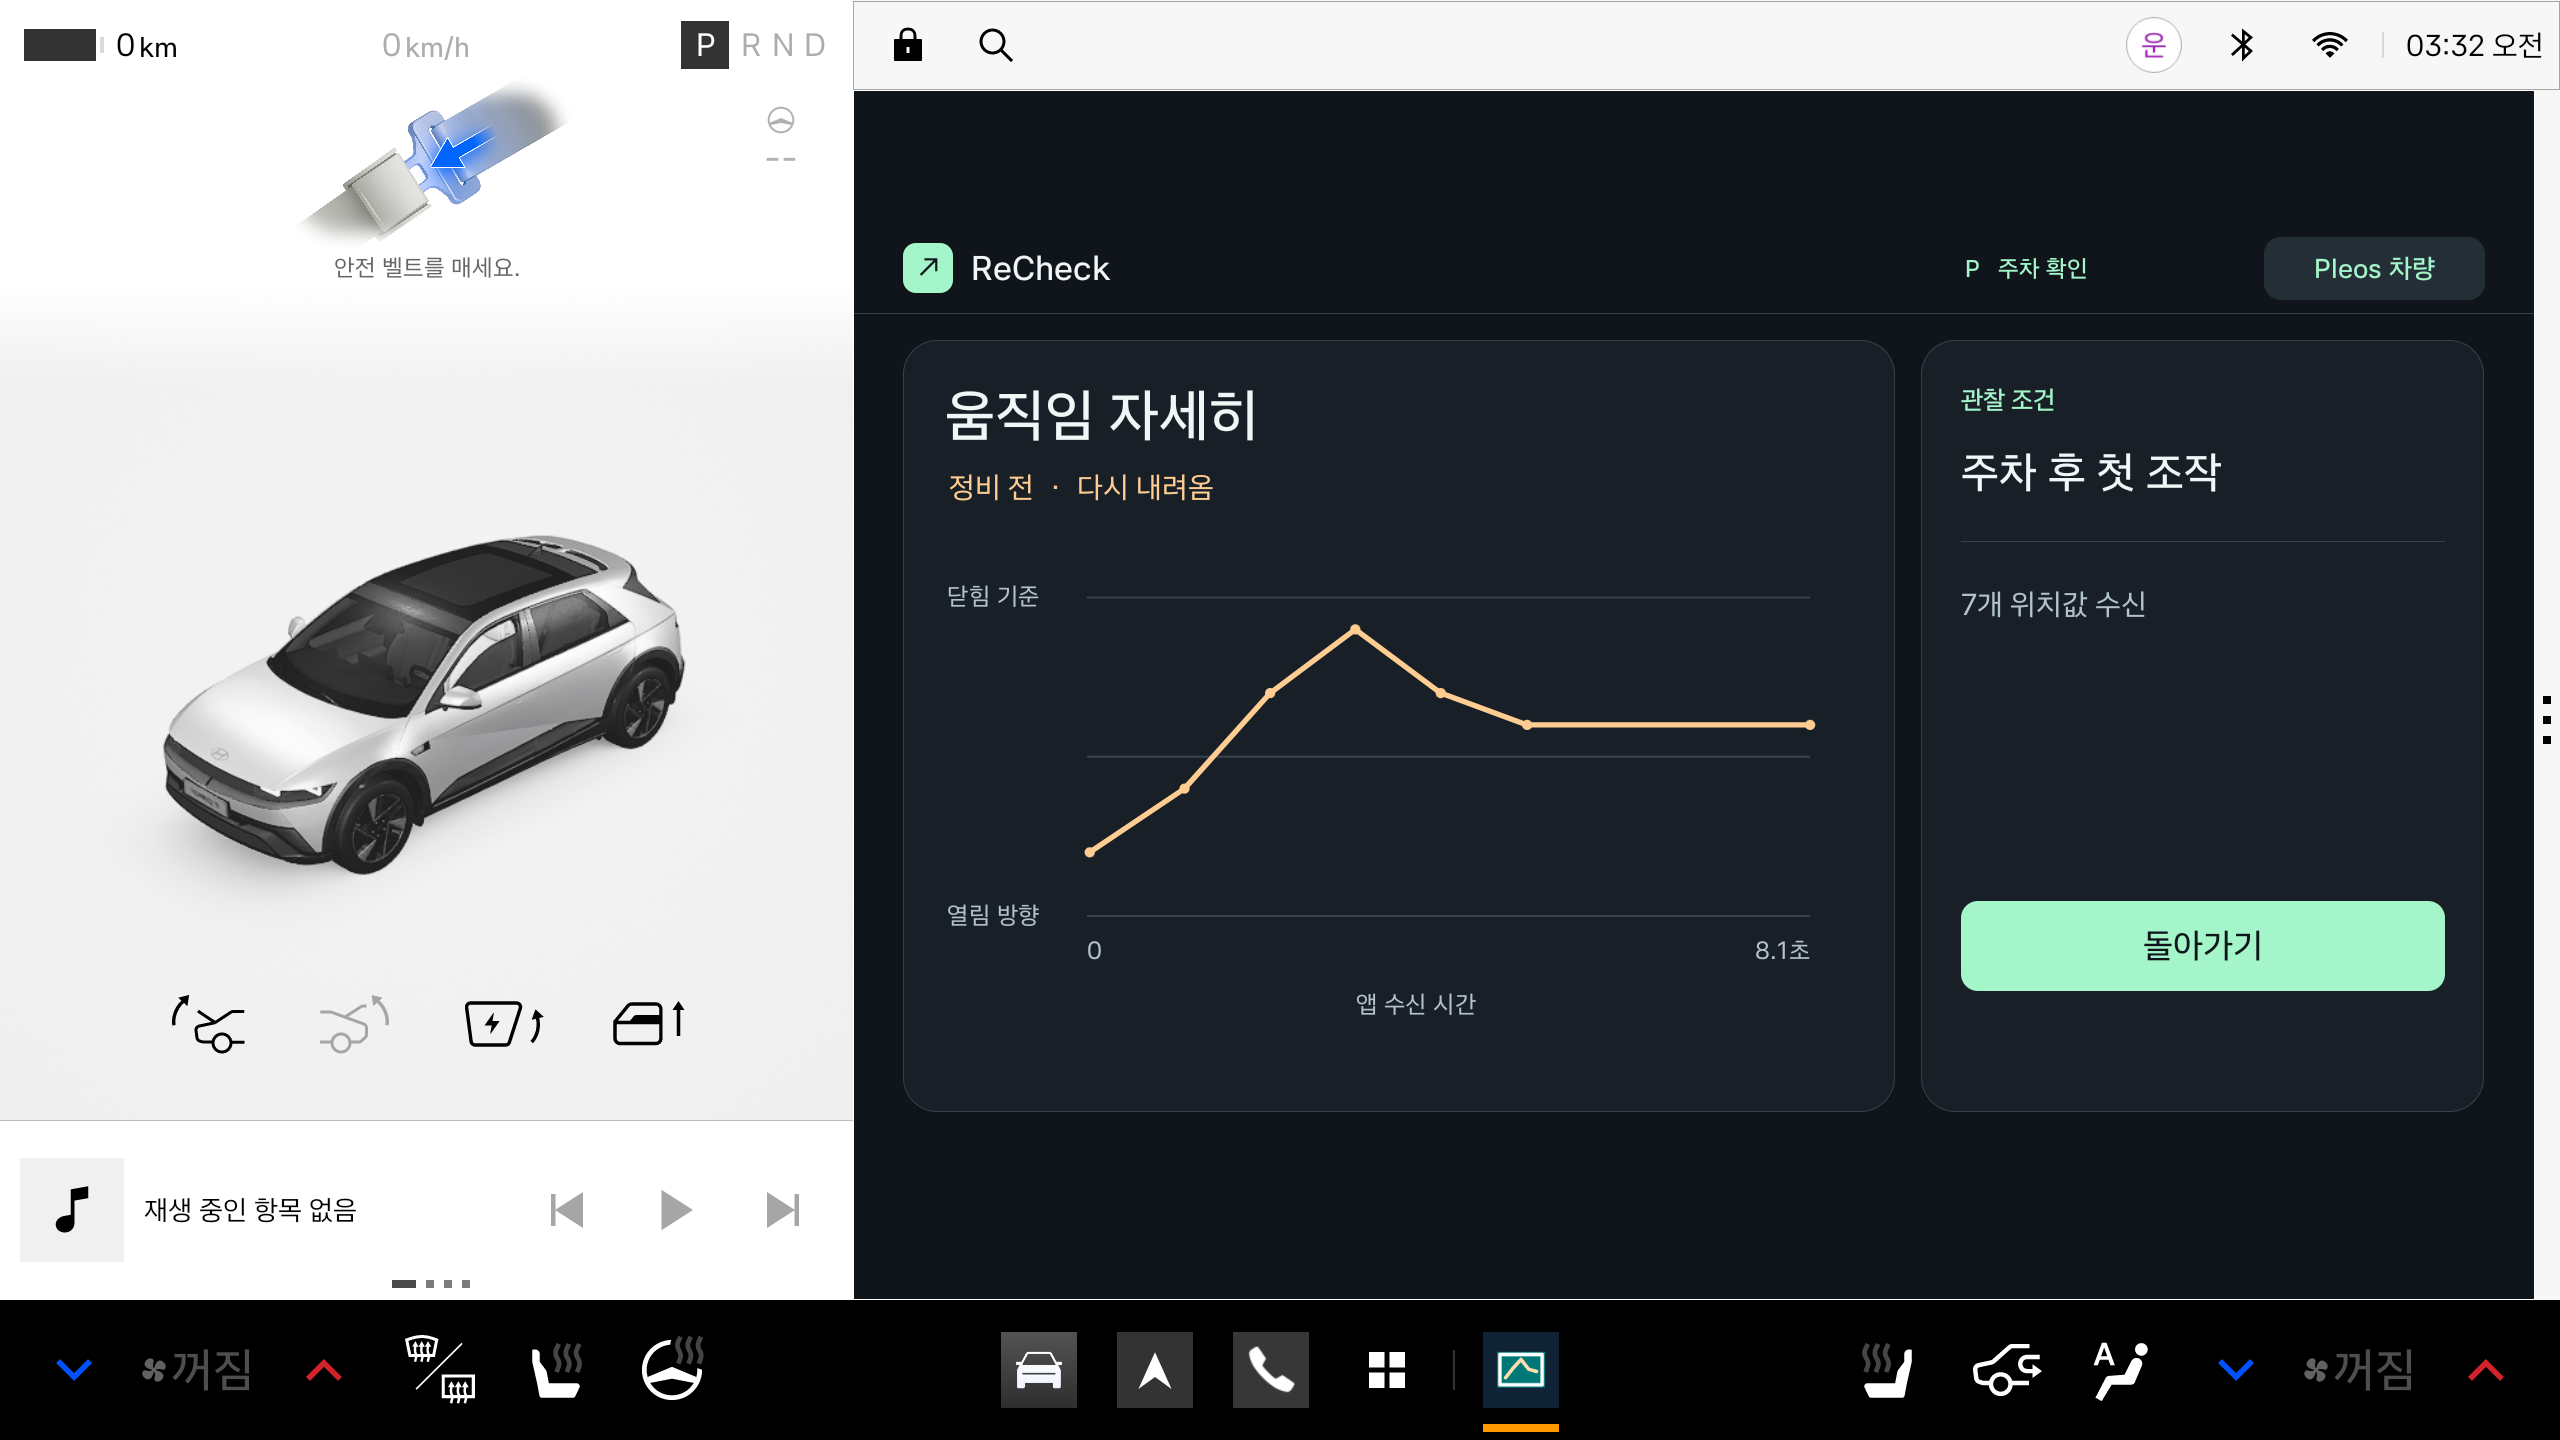 0 km
0 km/h
P R N D
안전 벨트를 매세요.
재생 중인 항목 없음
운
03:32 오전
ReCheck
P 주차 확인
Pleos 차량
움직임 자세히
정비 전 · 다시 내려옴
닫힘 기준
열림 방향
0
8.1초
앱 수신 시간
관찰 조건
주차 후 첫 조작
7개 위치값 수신
돌아가기
꺼짐
A
꺼짐